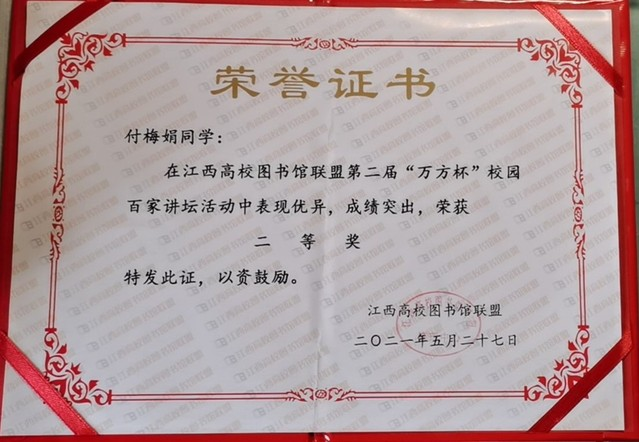 荣誉证书
付梅娟同学：
在江西高校图书馆联盟第二届“万方杯”校园
百家讲坛活动中表现优异，成绩突出，荣获
二等奖
特发此证，以资鼓励。
江西高校图书馆联盟
二〇二一年五月二十七日